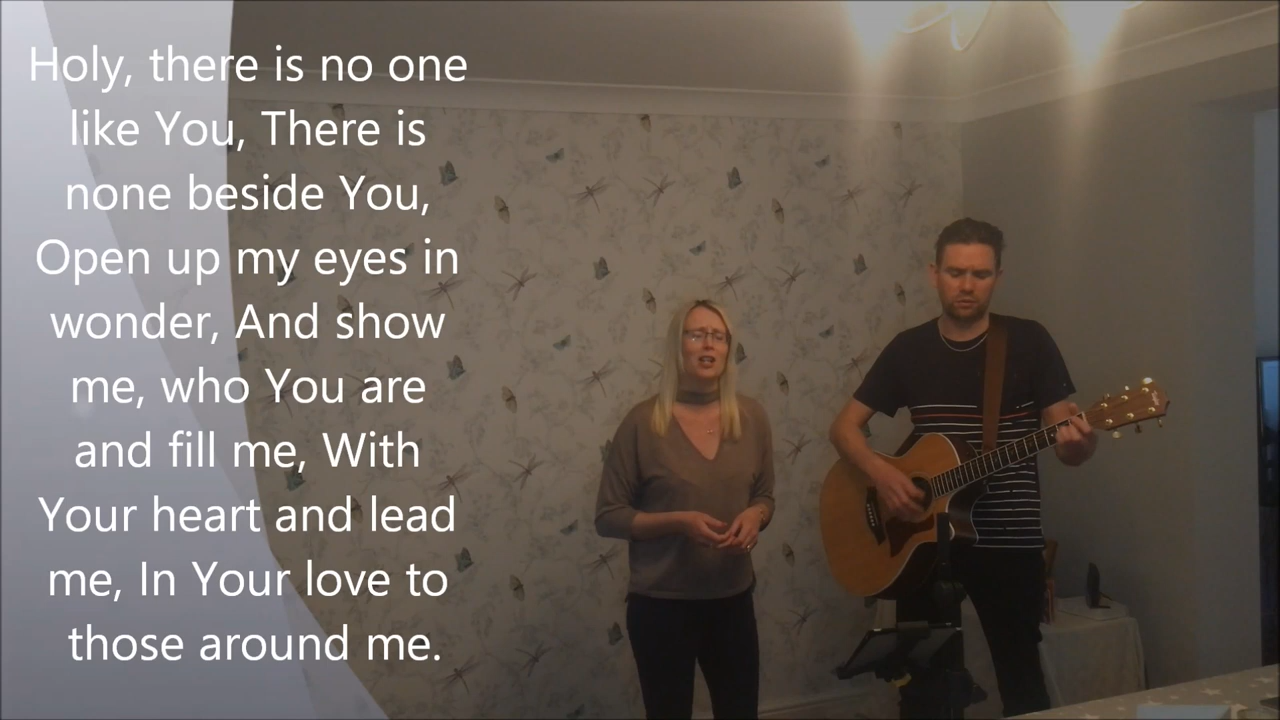 Holy, there is no one
like You, There is
none beside You,
Open up my eyes in
wonder, And show
me, who You are
and fill me, With
Your heart and lead
me, In Your love to
those around me.